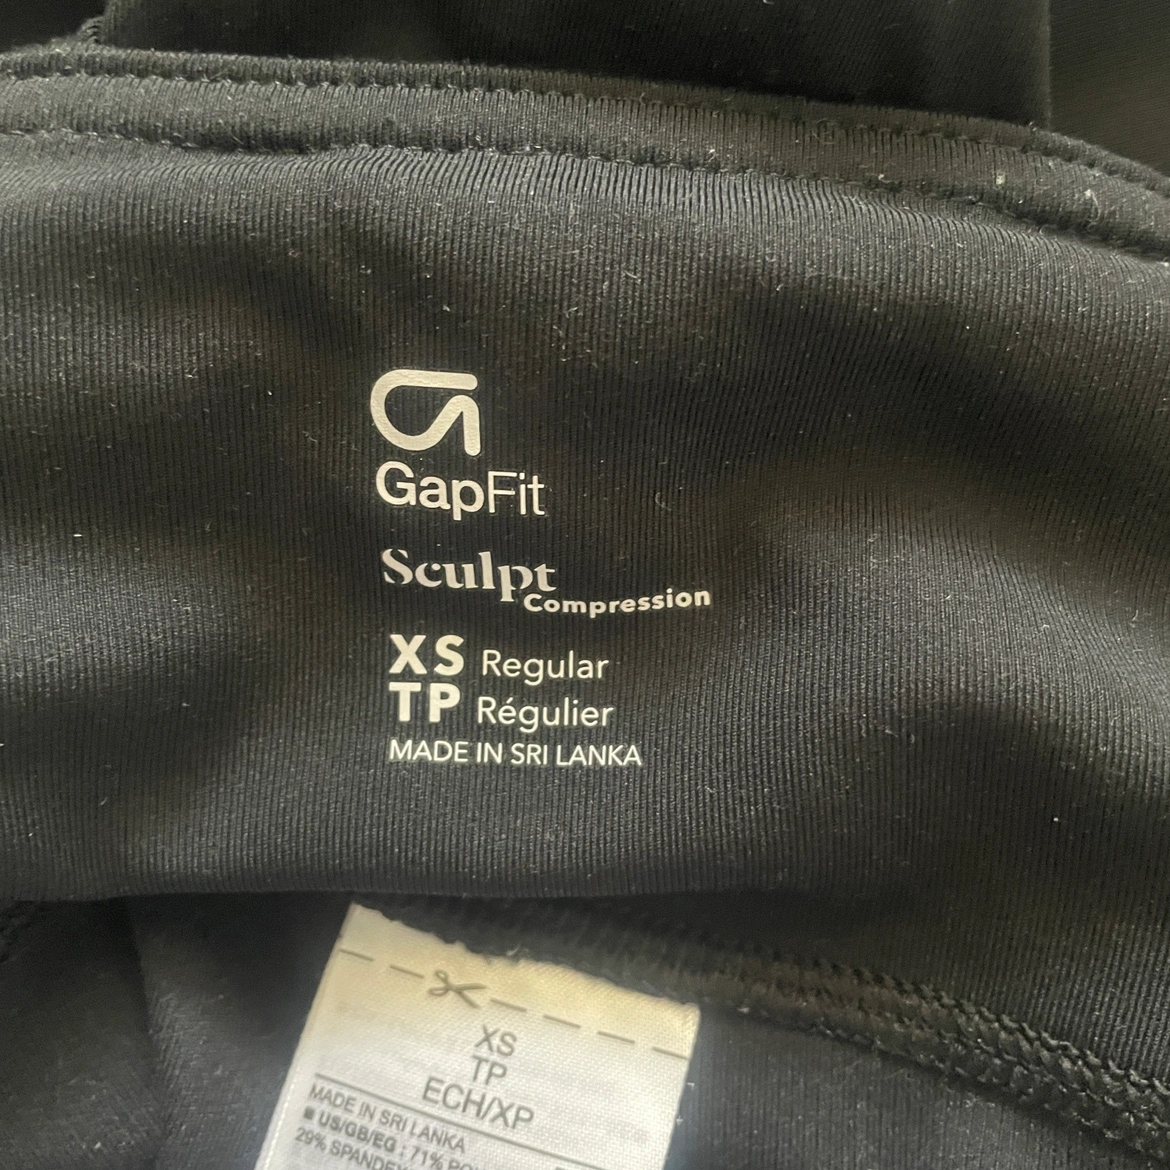 GapFit
Sculpt
Compression
XS Regular
TP Régulier
MADE IN SRI LANKA
XS
TP
ECH/XP
MADE IN SRI LANKA
■ US/GB/EG : 71%
29%